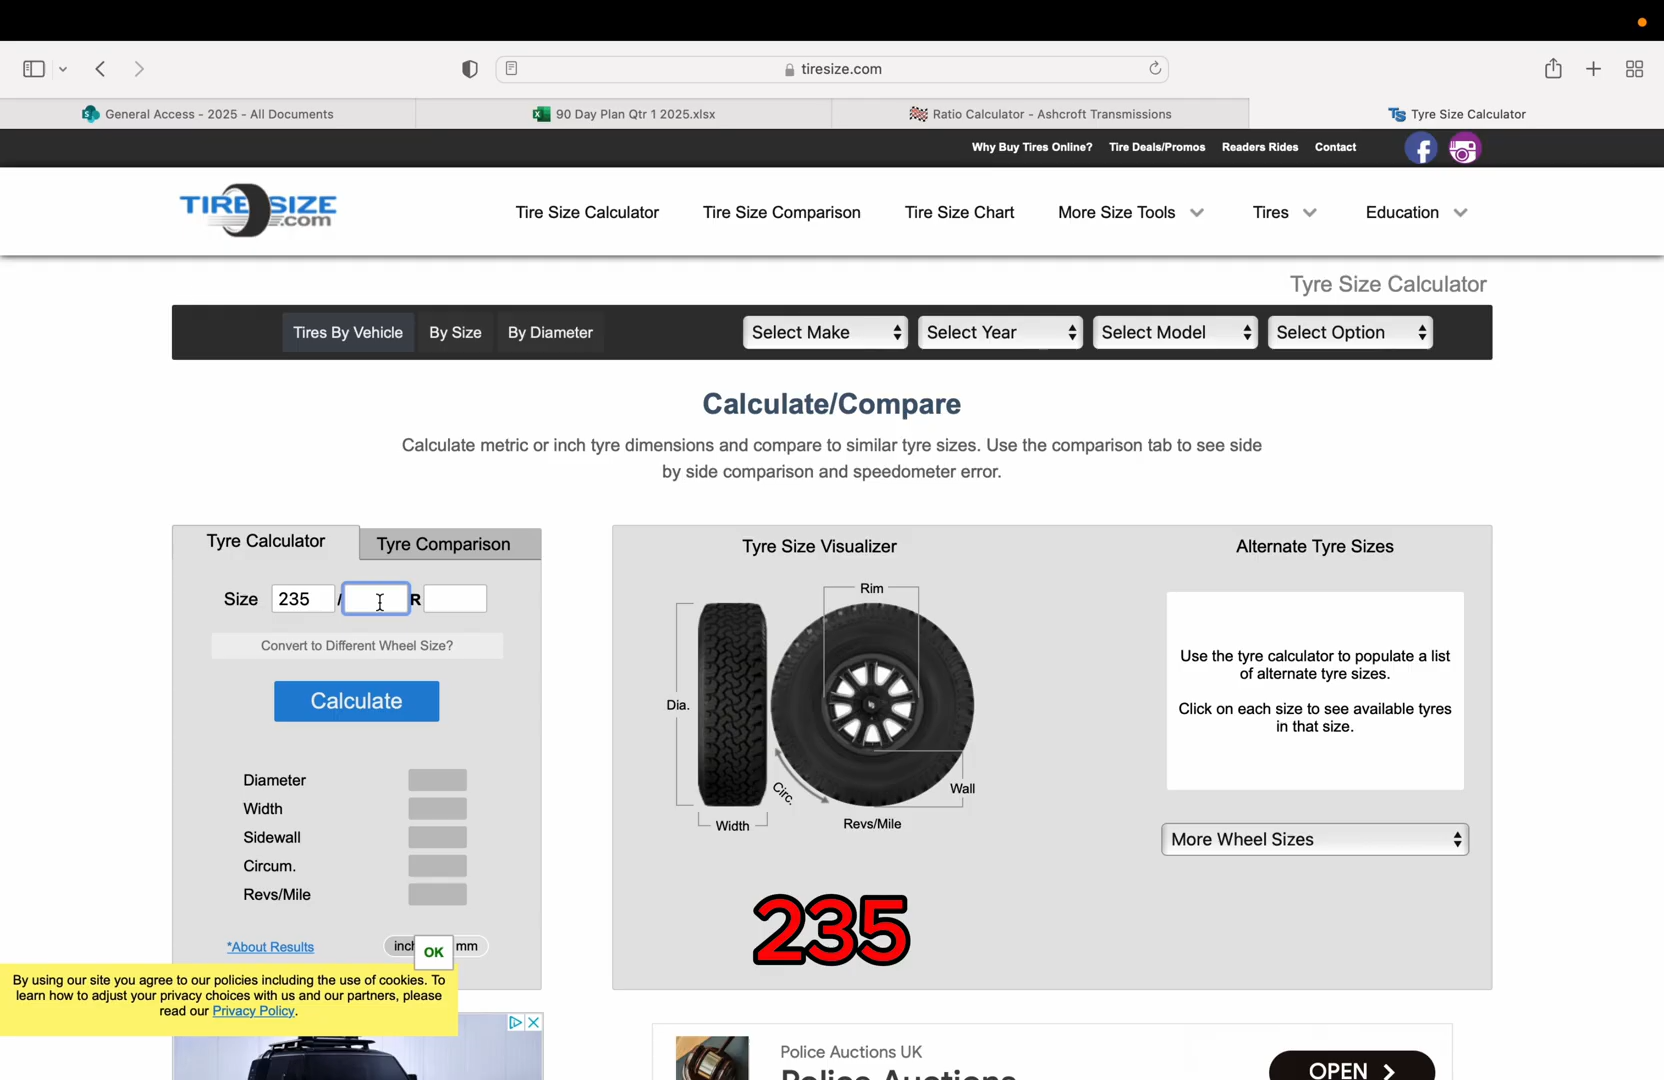 tiresize.com
General Access - 2025 - All Documents
90 Day Plan Qtr 1 2025.xlsx
Ratio Calculator - Ashcroft Transmissions
TS
Tyre Size Calculator
Why Buy Tires Online?
Tire Deals/Promos
Readers Rides
Contact
TIRE SIZE
.com
Tire Size Calculator
Tire Size Comparison
Tire Size Chart
More Size Tools
Tires
Education
Tyre Size Calculator
Tires By Vehicle
By Size
By Diameter
Select Make
Select Year
Select Model
Select Option
Calculate/Compare
Calculate metric or inch tyre dimensions and compare to similar tyre sizes. Use the comparison tab to see side
by side comparison and speedometer error.
Tyre Calculator
Tyre Comparison
Size 235 / R
Convert to Different Wheel Size?
Calculate
Diameter
Width
Sidewall
Circum.
Revs/Mile
*About Results
mm
OK
By using our site you agree to our policies including the use of cookies. To
learn how to adjust your privacy choices with us and our partners, please
read our Privacy Policy.
Tyre Size Visualizer
Rim
Dia.
Circ.
Wall
Width
Revs/Mile
235
Alternate Tyre Sizes
Use the tyre calculator to populate a list
of alternate tyre sizes.
Click on each size to see available tyres
in that size.
More Wheel Sizes
Police Auctions UK
Police Auctions
OPEN